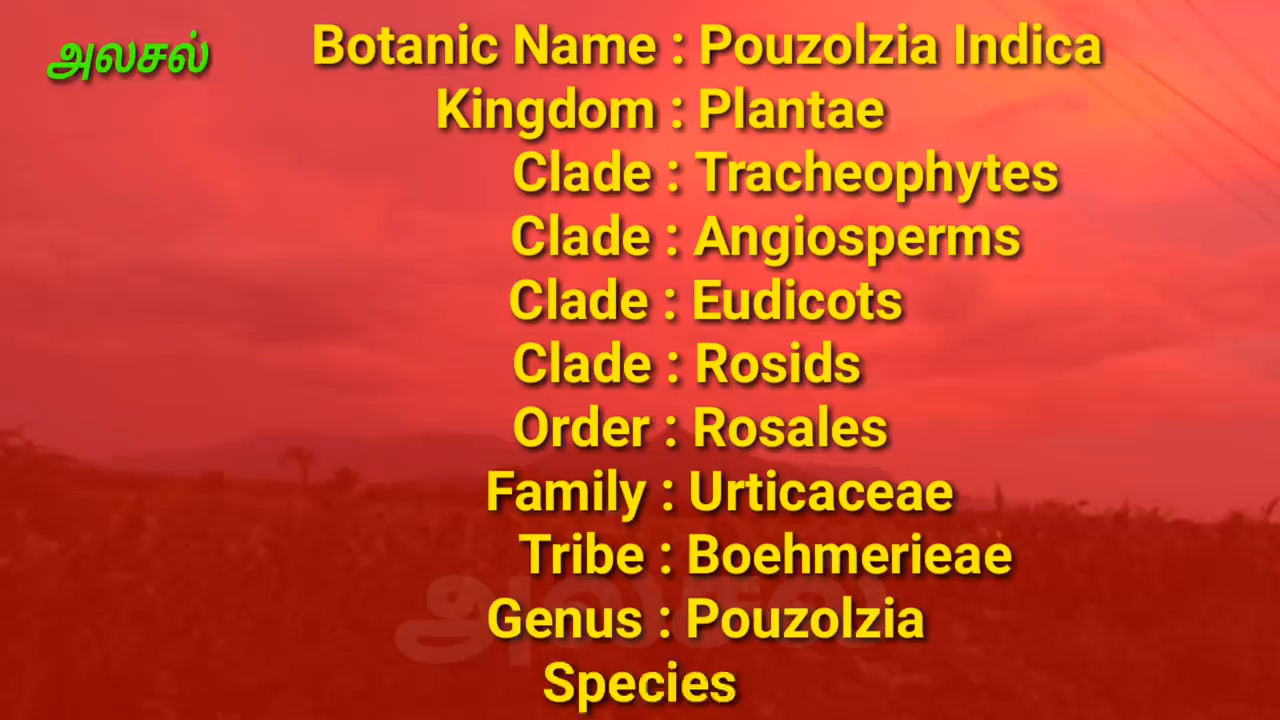 அலசல்
Botanic Name : Pouzolzia Indica
Kingdom : Plantae
Clade : Tracheophytes
Clade : Angiosperms
Clade : Eudicots
Clade : Rosids
Order : Rosales
Family : Urticaceae
Tribe : Boehmerieae
அலசல்
Genus : Pouzolzia
Species